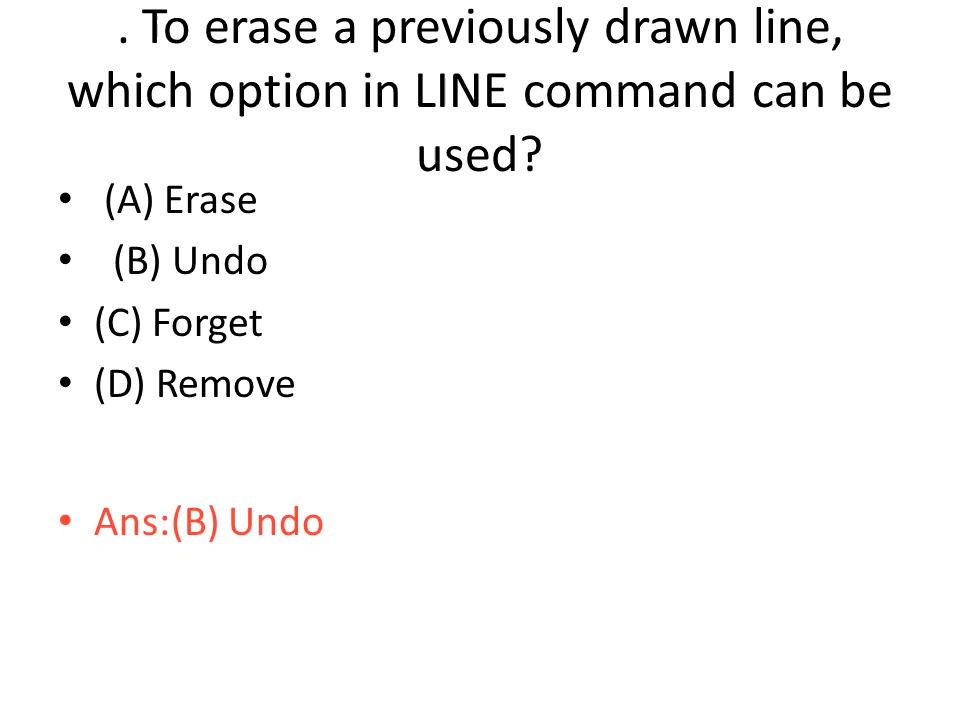 . To erase a previously drawn line,
which option in LINE command can be
used?
• (A) Erase
• (B) Undo
• (C) Forget
• (D) Remove
• Ans:(B) Undo